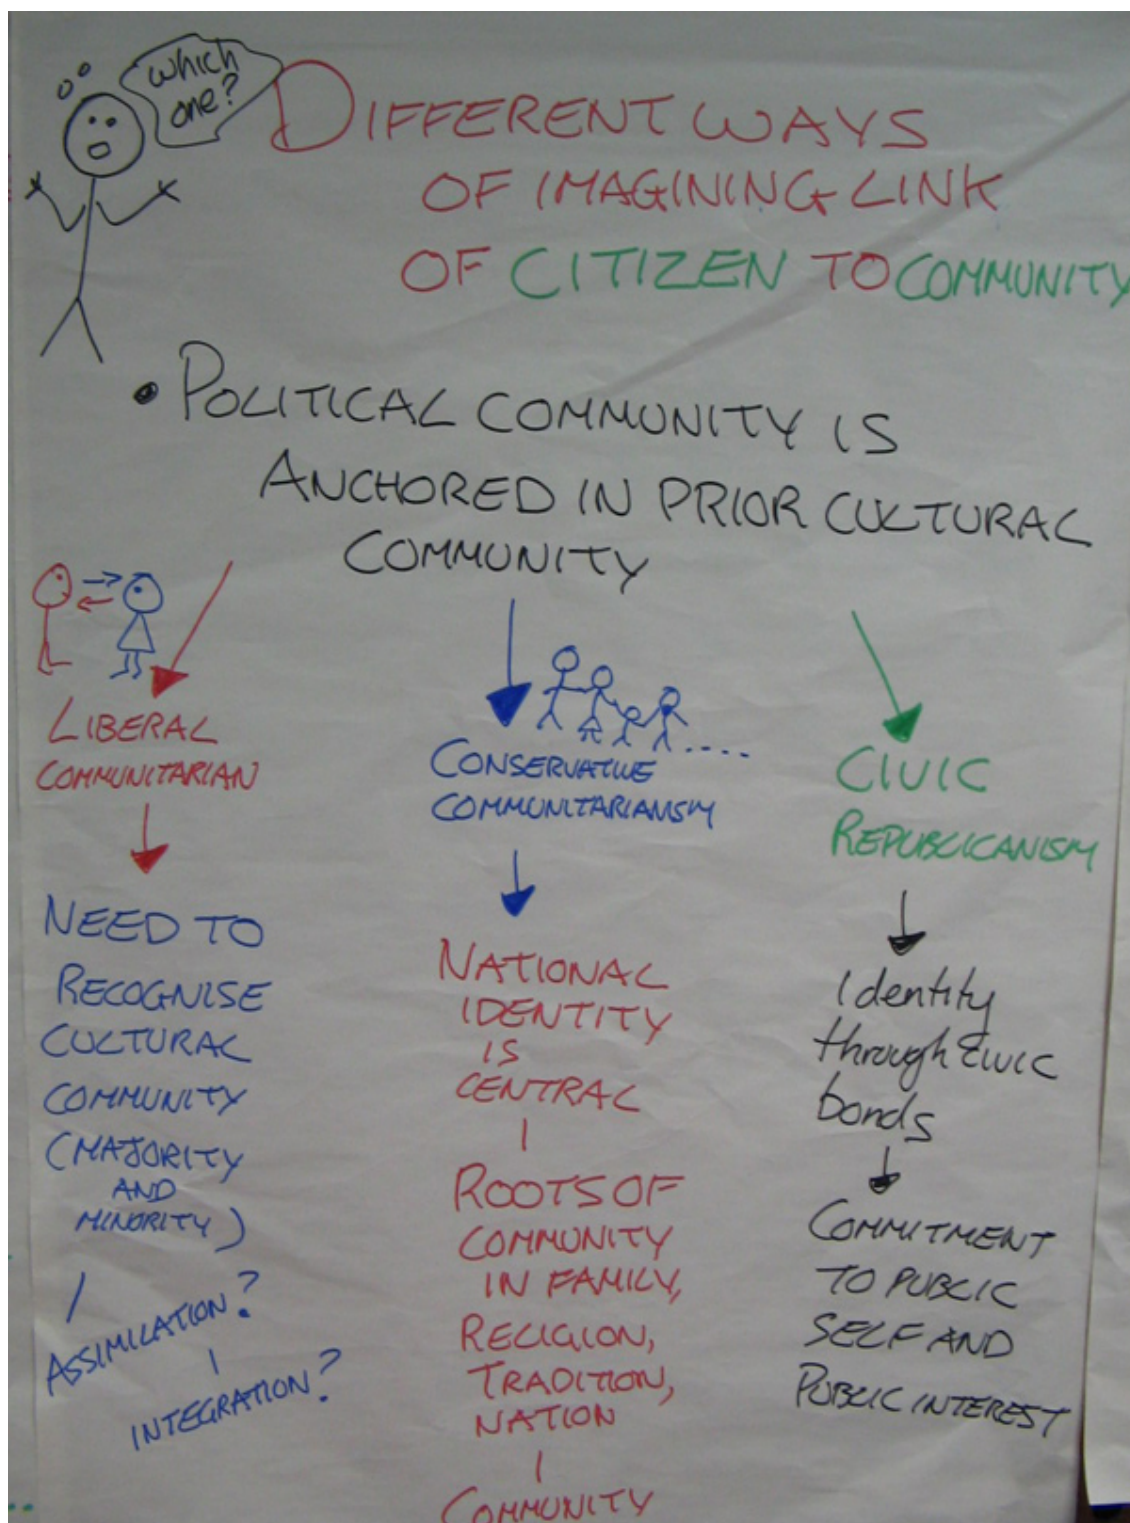 which
one?
DIFFERENT WAYS
OF IMAGINING LINK
OF CITIZEN TO COMMUNITY
• POLITICAL COMMUNITY IS
ANCHORED IN PRIOR CULTURAL
COMMUNITY
LIBERAL
COMMUNITARIAN
NEED TO
RECOGNISE
CULTURAL
COMMUNITY
(MAJORITY
AND
MINORITY)
ASSIMILATION?
INTEGRATION?
CONSERVATIVE
COMMUNITARIANISM
NATIONAL
IDENTITY
IS
CENTRAL
ROOTS OF
COMMUNITY
IN FAMILY,
RELIGION,
TRADITION,
NATION
COMMUNITY
CIVIC
REPUBLICANISM
Identity
through civic
bonds
COMMITMENT
TO PUBLIC
SELF AND
PUBLIC INTEREST